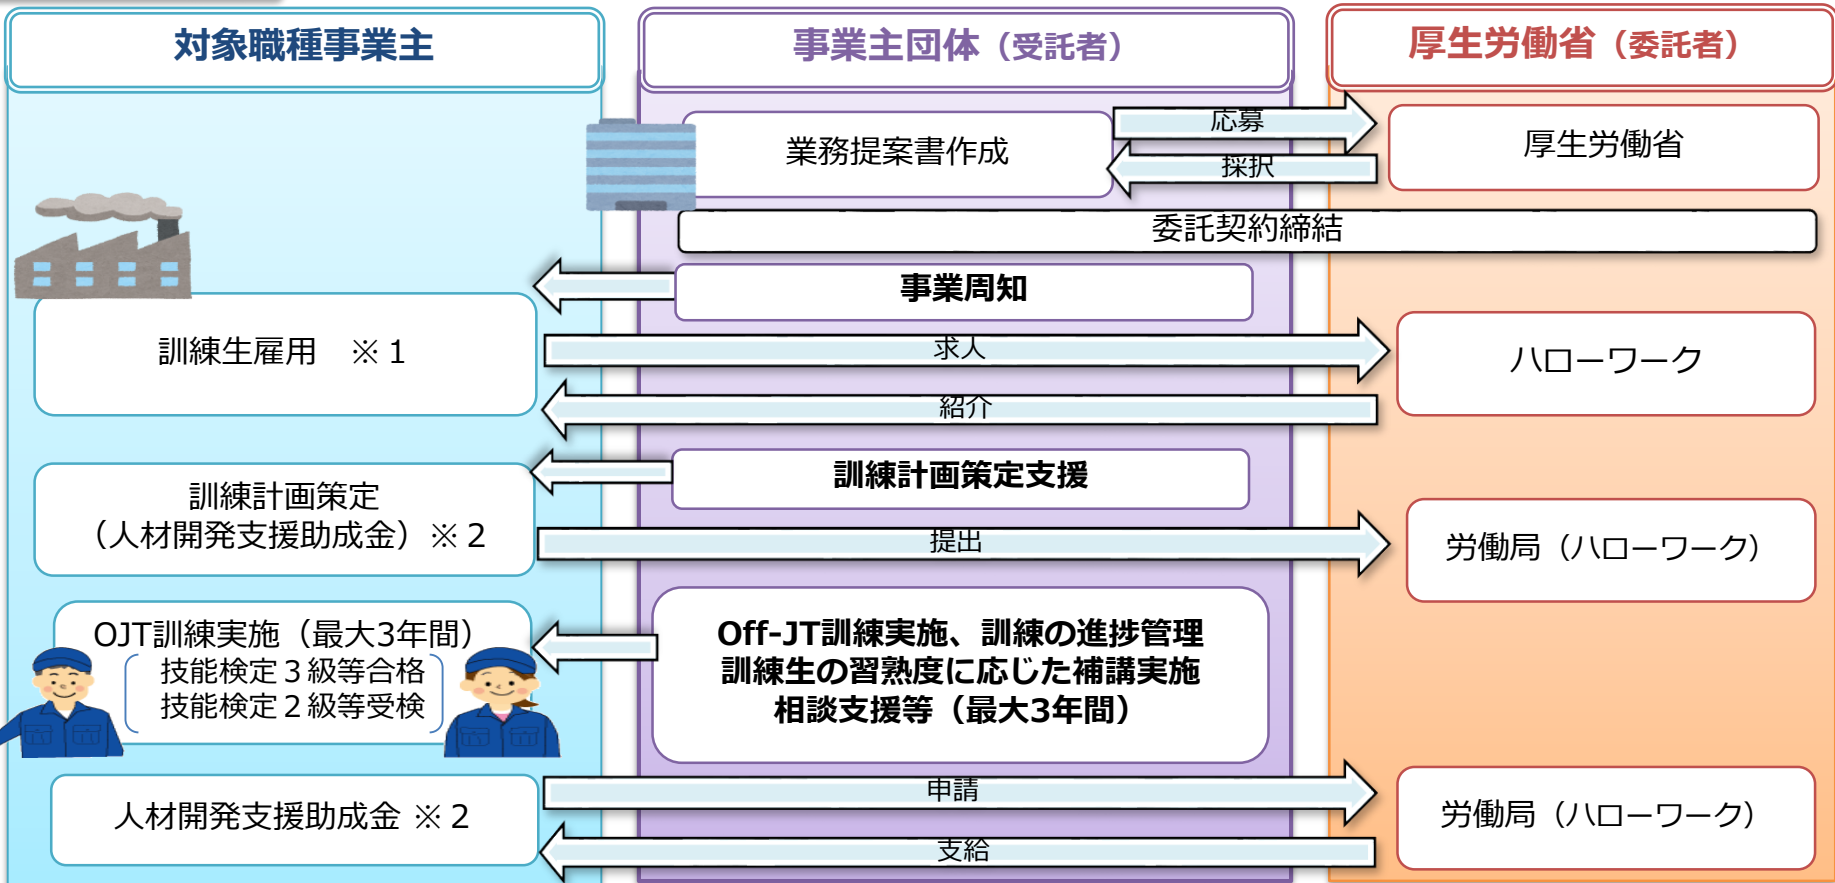 対象職種事業主
事業主団体（受託者）
厚生労働省（委託者）
業務提案書作成
応募
採択
厚生労働省
委託契約締結
事業周知
訓練生雇用　※１
求人
紹介
ハローワーク
訓練計画策定支援
訓練計画策定
（人材開発支援助成金）※２
提出
労働局（ハローワーク）
OJT訓練実施（最大3年間）
技能検定３級等合格
技能検定２級等受検
Off-JT訓練実施、訓練の進捗管理
訓練生の習熟度に応じた補講実施
相談支援等（最大3年間）
人材開発支援助成金 ※２
申請
支給
労働局（ハローワーク）